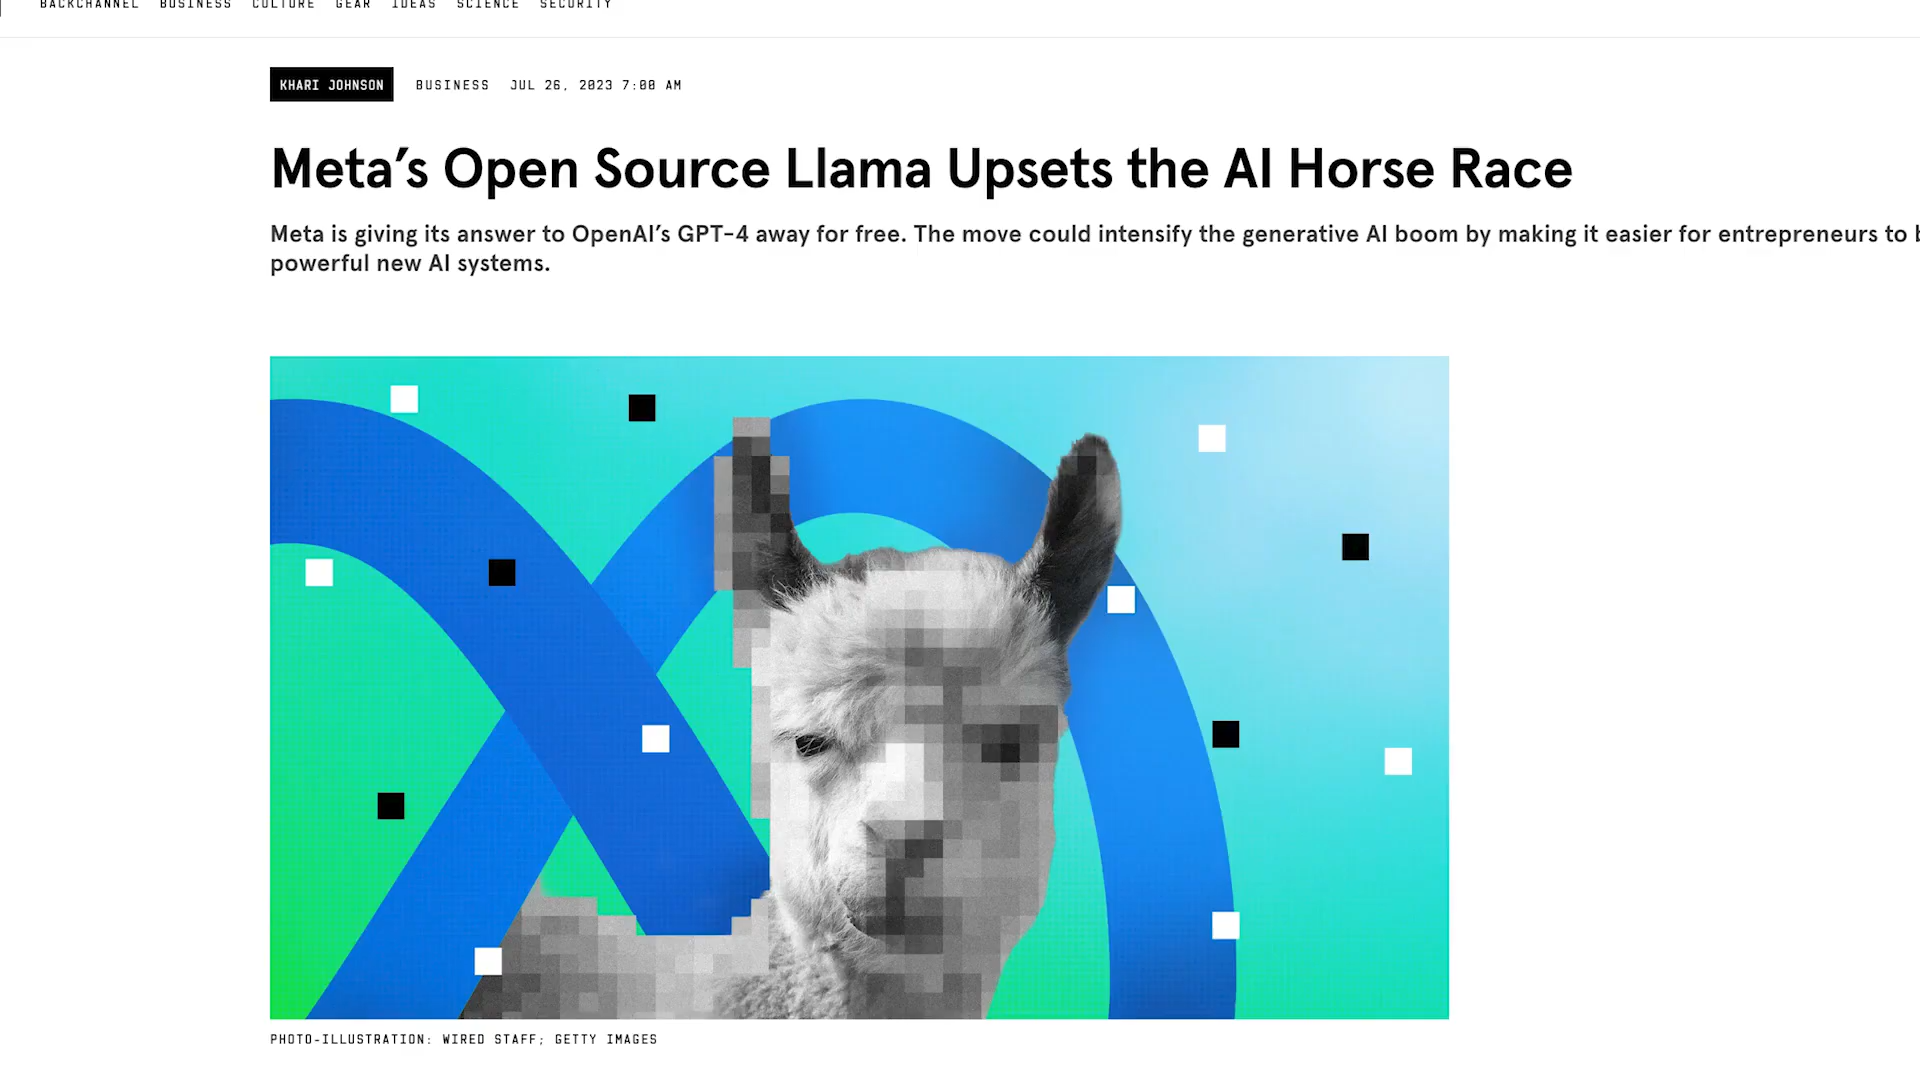 BACKCHANNEL BUSINESS CULTURE GEAR IDEAS SCIENCE SECURITY
KHARI JOHNSON BUSINESS JUL 26, 2023 7:00 AM
Meta’s Open Source Llama Upsets the AI Horse Race
Meta is giving its answer to OpenAI’s GPT-4 away for free. The move could intensify the generative AI boom by making it easier for entrepreneurs to
powerful new AI systems.
PHOTO-ILLUSTRATION: WIRED STAFF; GETTY IMAGES